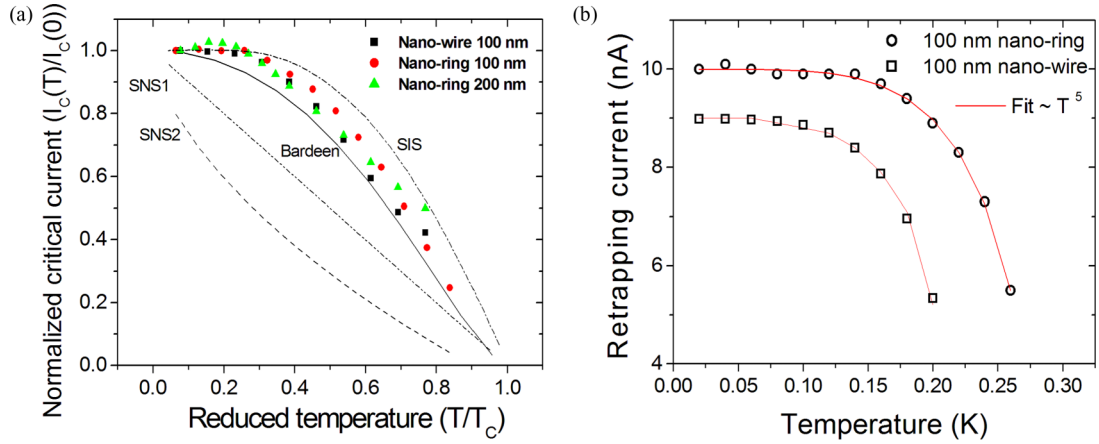 (a)
Normalized critical current (I_C(T)/I_C(0))
1.0
0.8
0.6
0.4
0.2
0.0
0.0 0.2 0.4 0.6 0.8 1.0
Reduced temperature (T/T_C)
Nano-wire 100 nm
Nano-ring 100 nm
Nano-ring 200 nm
SNS1
SNS2
Bardeen
SIS
(b)
Retrapping current (nA)
10
8
6
4
0.00 0.05 0.10 0.15 0.20 0.25 0.30
Temperature (K)
100 nm nano-ring
100 nm nano-wire
Fit ~ T^5